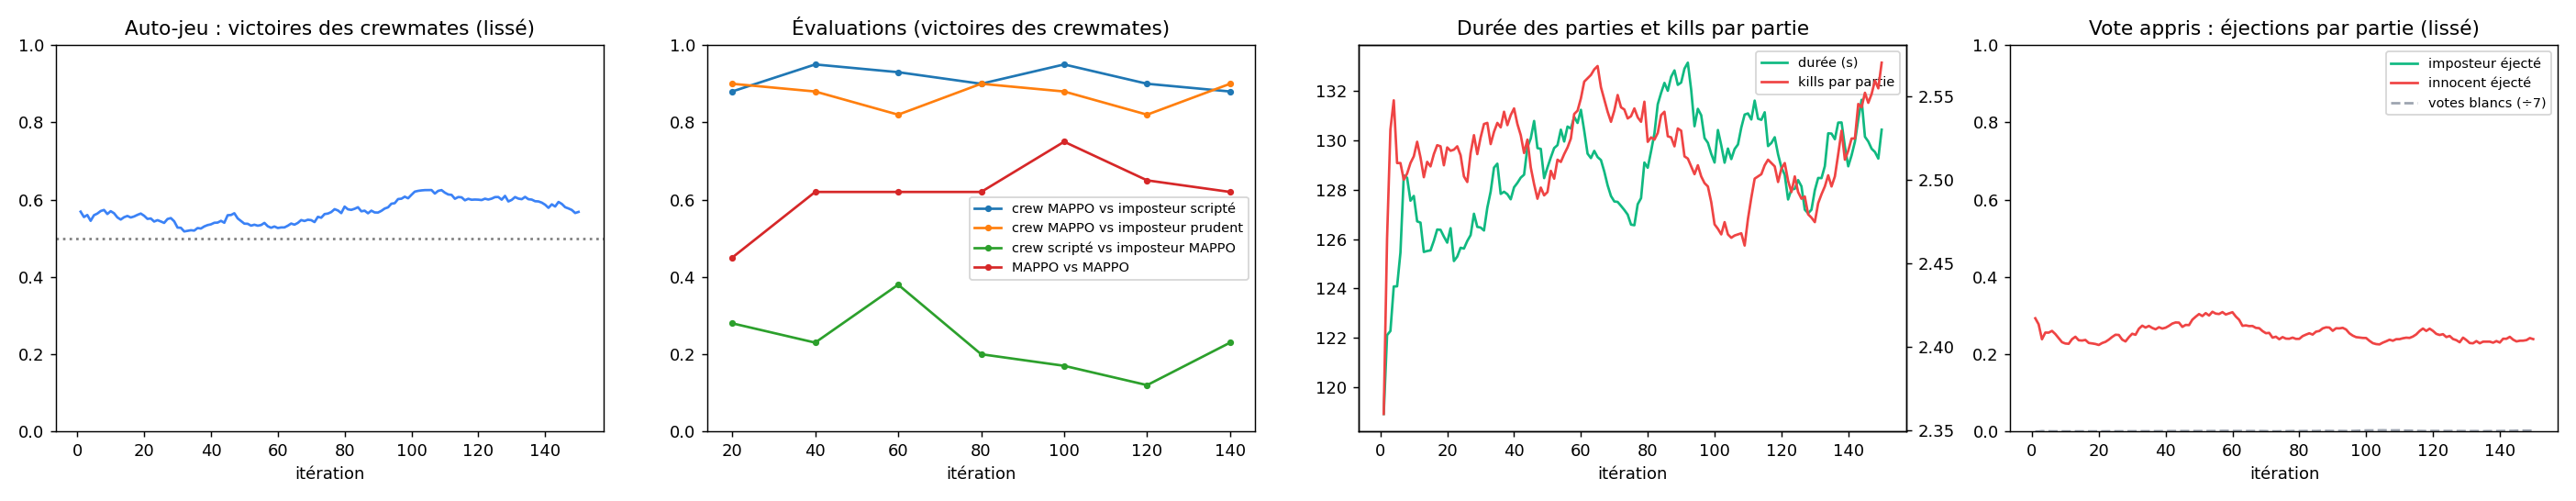 Auto-jeu : victoires des crewmates (lissé)
1.0
0.8
0.6
0.4
0.2
0.0
0 20 40 60 80 100 120 140
itération
Évaluations (victoires des crewmates)
1.0
0.8
0.6
0.4
0.2
0.0
crew MAPPO vs imposteur scripté
crew MAPPO vs imposteur prudent
crew scripté vs imposteur MAPPO
MAPPO vs MAPPO
20 40 60 80 100 120 140
itération
Durée des parties et kills par partie
132
130
128
126
124
122
120
durée (s)
kills par partie
2.55
2.50
2.45
2.40
2.35
0 20 40 60 80 100 120 140
itération
Vote appris : éjections par partie (lissé)
1.0
0.8
0.6
0.4
0.2
0.0
imposteur éjecté
innocent éjecté
votes blancs (÷7)
0 20 40 60 80 100 120 140
itération